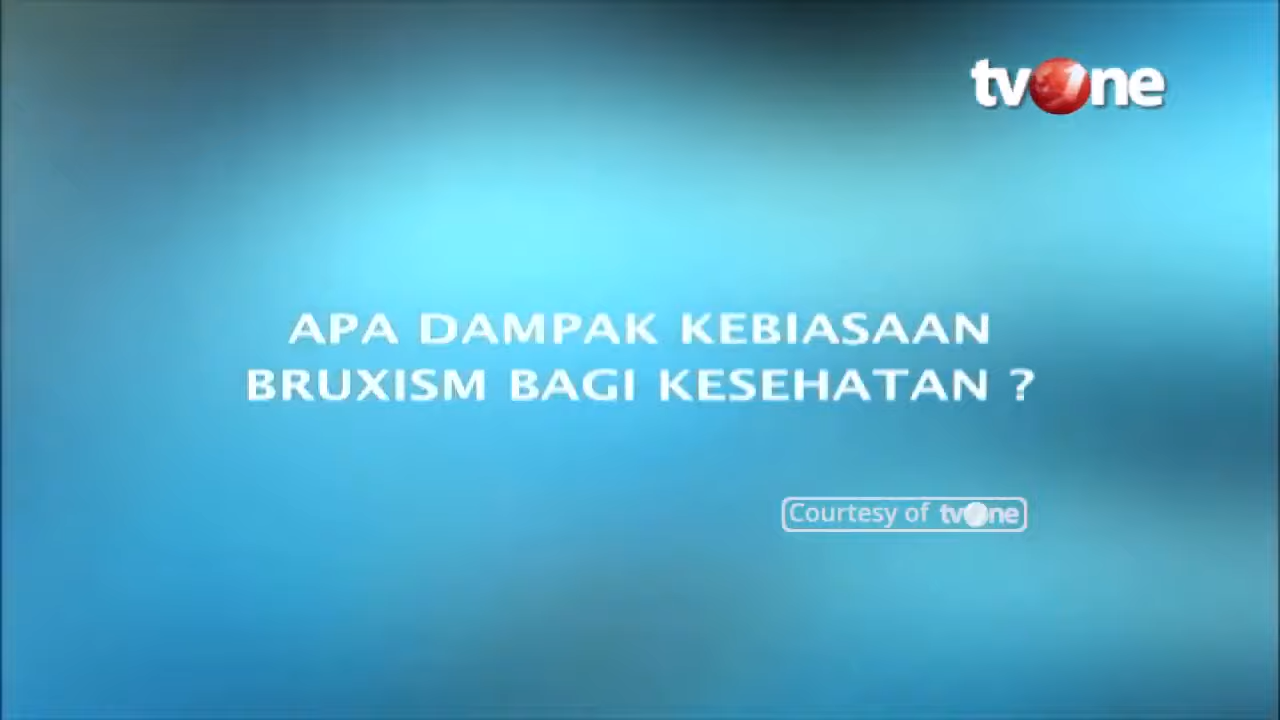 tvOne
APA DAMPAK KEBIASAAN
BRUXISM BAGI KESEHATAN ?
Courtesy of tvOne